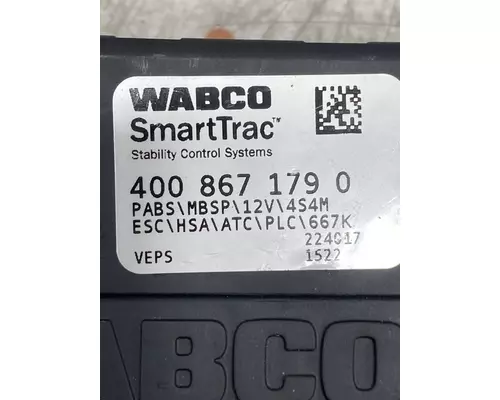 WABCO
SmartTrac™
Stability Control Systems
400 867 179 0
PABS\MBSP\12V\4S4M
ESC\HSA\ATC\PLC\667K
224017
VEPS 1522
ABCO